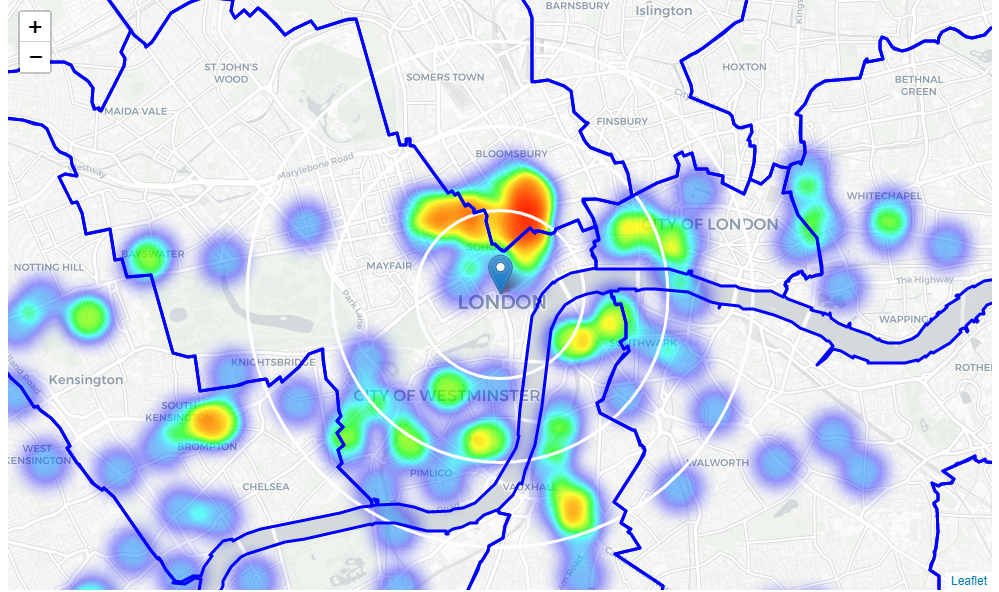 +
−
BARNSBURY
Islington
ST. JOHN'S
WOOD
SOMERS TOWN
HOXTON
BETHNAL
GREEN
MAIDA VALE
FINSBURY
BLOOMSBURY
Marylebone Road
WHITECHAPEL
CITY OF LONDON
SOHO
BAYSWATER
NOTTING HILL
MAYFAIR
The Highway
LONDON
Park Lane
WAPPING
SOUTHWARK
KNIGHTSBRIDGE
Kensington
CITY OF WESTMINSTER
SOUTH
KENSINGTON
BROMPTON
WEST
KENSINGTON
WALWORTH
PIMLICO
CHELSEA
VAUXHALL
Leaflet